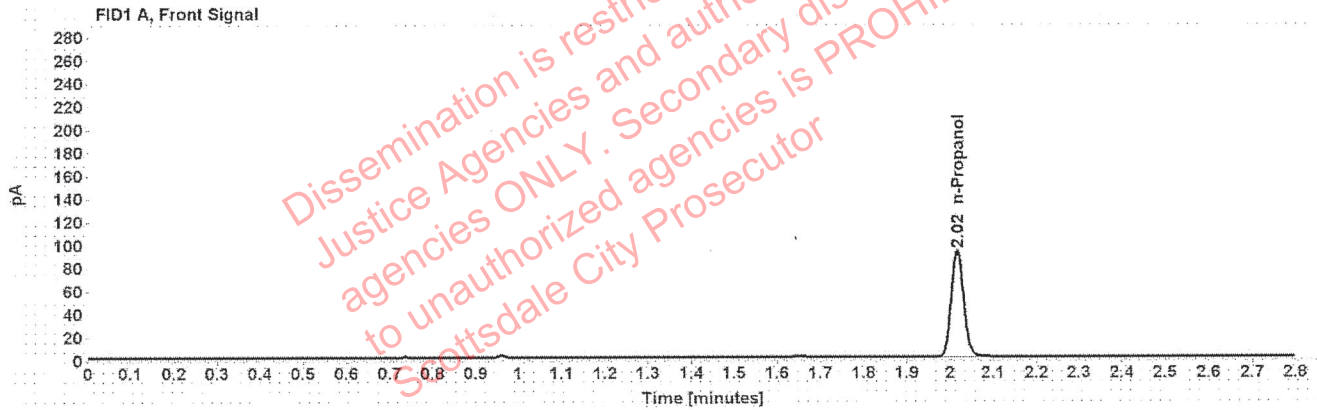 FID1 A, Front Signal
280
260
240
220
200
180
160
140
120
100
80
60
40
20
0
pA
2.02 n-Propanol
0 0.1 0.2 0.3 0.4 0.5 0.6 0.7 0.8 0.9 1 1.1 1.2 1.3 1.4 1.5 1.6 1.7 1.8 1.9 2 2.1 2.2 2.3 2.4 2.5 2.6 2.7 2.8
Time [minutes]
Dissemination is
Justice Agencies and
agencies ONLY. Secondary
to unauthorized agencies is
Scottsdale City Prosecutor